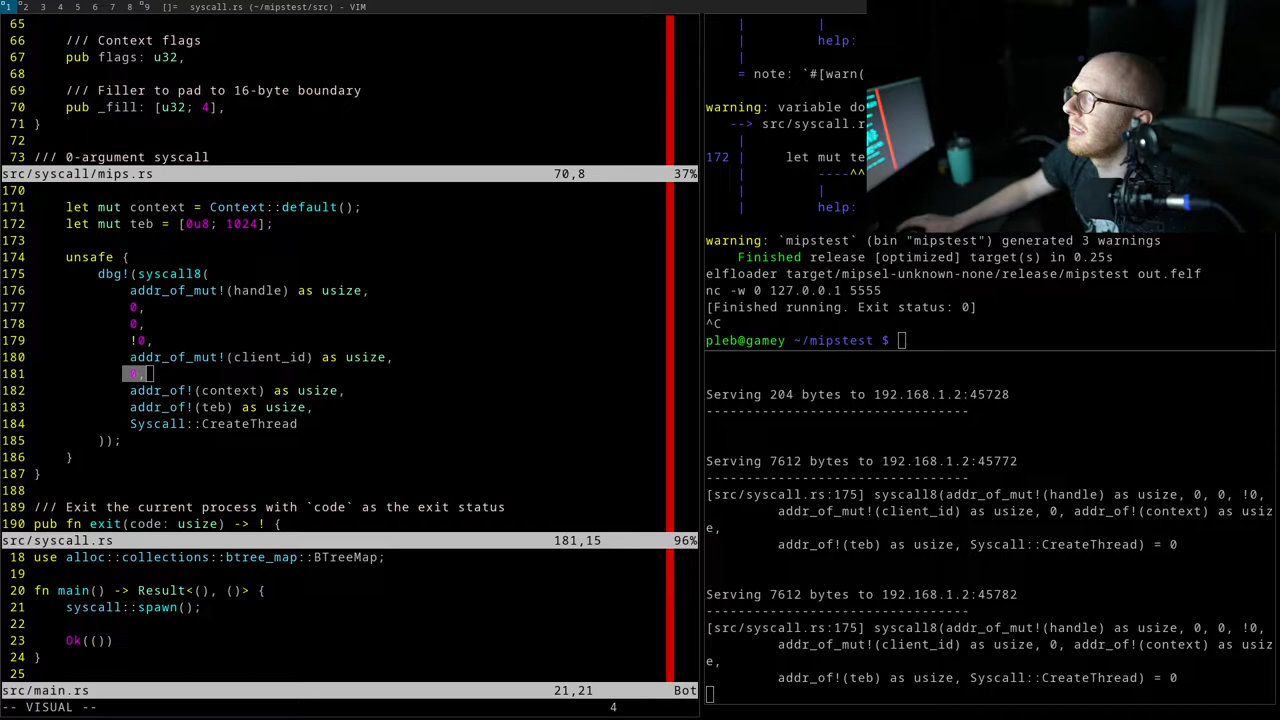 1 2 3 4 5 6 7 8 9 []= syscall.rs (~/mipstest/src) - VIM
65
66     /// Context flags
67     pub flags: u32,
68
69     /// Filler to pad to 16-byte boundary
70     pub _fill: [u32; 4],
71 }
72
73 /// 0-argument syscall
src/syscall/mips.rs 70,8 37%
170
171     let mut context = Context::default();
172     let mut teb = [0u8; 1024];
173
174     unsafe {
175         dbg!(syscall8(
176             addr_of_mut!(handle) as usize,
177             0,
178             0,
179             !0,
180             addr_of_mut!(client_id) as usize,
181             0,
182             addr_of!(context) as usize,
183             addr_of!(teb) as usize,
184             Syscall::CreateThread
185         ));
186     }
187 }
188
189 /// Exit the current process with `code` as the exit status
190 pub fn exit(code: usize) -> ! {
src/syscall.rs 181,15 96%
18 use alloc::collections::btree_map::BTreeMap;
19
20 fn main() -> Result<(), ()> {
21     syscall::spawn();
22
23     Ok(())
24 }
25
src/main.rs 21,21 Bot
-- VISUAL -- 4
|         |
|         help:
|
= note: `#[warn(
warning: variable do
--> src/syscall.r
|
172 |     let mut te
|         ----^^
|         |
|         help:
warning: `mipstest` (bin "mipstest") generated 3 warnings
Finished release [optimized] target(s) in 0.25s
elfloader target/mipsel-unknown-none/release/mipstest out.felf
nc -w 0 127.0.0.1 5555
[Finished running. Exit status: 0]
^C
pleb@gamey ~/mipstest $
Serving 204 bytes to 192.168.1.2:45728
---------------------------------
Serving 7612 bytes to 192.168.1.2:45772
---------------------------------
[src/syscall.rs:175] syscall8(addr_of_mut!(handle) as usize, 0, 0, !0,
addr_of_mut!(client_id) as usize, 0, addr_of!(context) as usiz
e,
addr_of!(teb) as usize, Syscall::CreateThread) = 0
Serving 7612 bytes to 192.168.1.2:45782
---------------------------------
[src/syscall.rs:175] syscall8(addr_of_mut!(handle) as usize, 0, 0, !0,
addr_of_mut!(client_id) as usize, 0, addr_of!(context) as usiz
e,
addr_of!(teb) as usize, Syscall::CreateThread) = 0